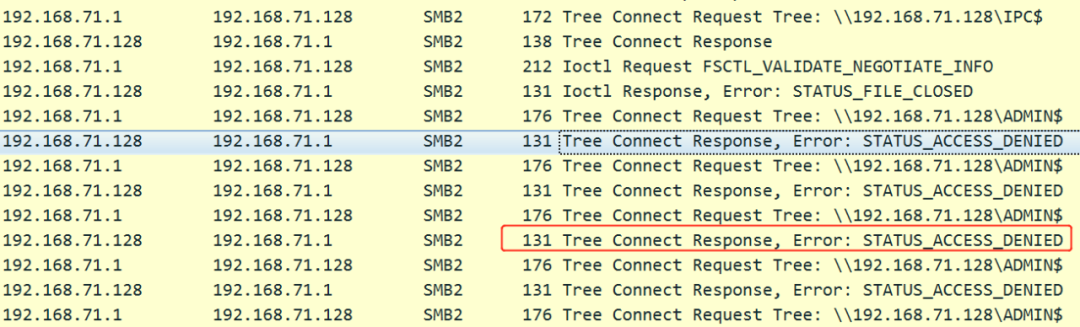 192.168.71.1 192.168.71.128 SMB2 172 Tree Connect Request Tree: \\192.168.71.128\IPC$
192.168.71.128 192.168.71.1 SMB2 138 Tree Connect Response
192.168.71.1 192.168.71.128 SMB2 212 Ioctl Request FSCTL_VALIDATE_NEGOTIATE_INFO
192.168.71.128 192.168.71.1 SMB2 131 Ioctl Response, Error: STATUS_FILE_CLOSED
192.168.71.1 192.168.71.128 SMB2 176 Tree Connect Request Tree: \\192.168.71.128\ADMIN$
192.168.71.128 192.168.71.1 SMB2 131 Tree Connect Response, Error: STATUS_ACCESS_DENIED
192.168.71.1 192.168.71.128 SMB2 176 Tree Connect Request Tree: \\192.168.71.128\ADMIN$
192.168.71.128 192.168.71.1 SMB2 131 Tree Connect Response, Error: STATUS_ACCESS_DENIED
192.168.71.1 192.168.71.128 SMB2 176 Tree Connect Request Tree: \\192.168.71.128\ADMIN$
192.168.71.128 192.168.71.1 SMB2 131 Tree Connect Response, Error: STATUS_ACCESS_DENIED
192.168.71.1 192.168.71.128 SMB2 176 Tree Connect Request Tree: \\192.168.71.128\ADMIN$
192.168.71.128 192.168.71.1 SMB2 131 Tree Connect Response, Error: STATUS_ACCESS_DENIED
192.168.71.1 192.168.71.128 SMB2 176 Tree Connect Request Tree: \\192.168.71.128\ADMIN$